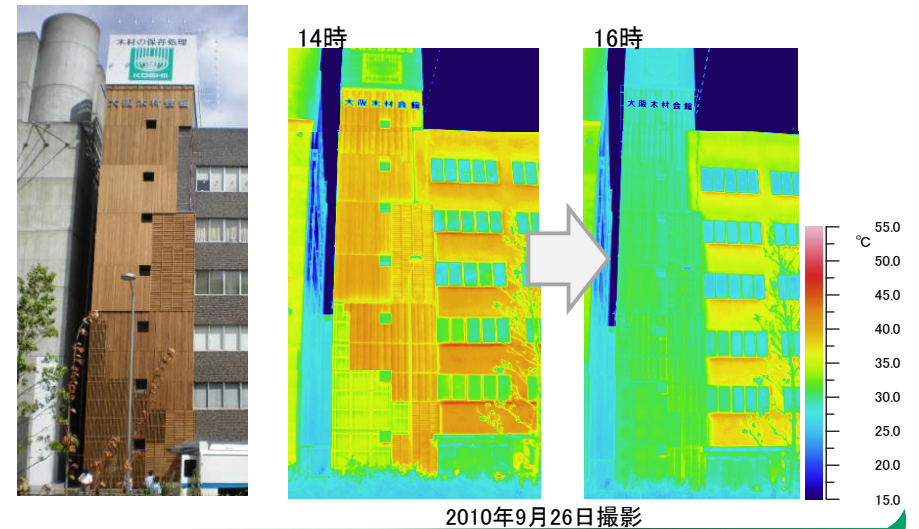 木材の保存処理
KOSHII
大阪木材会館
14時
大阪木材会館
16時
大阪木材会館
℃
55.0
50.0
45.0
40.0
35.0
30.0
25.0
20.0
15.0
2010年9月26日撮影